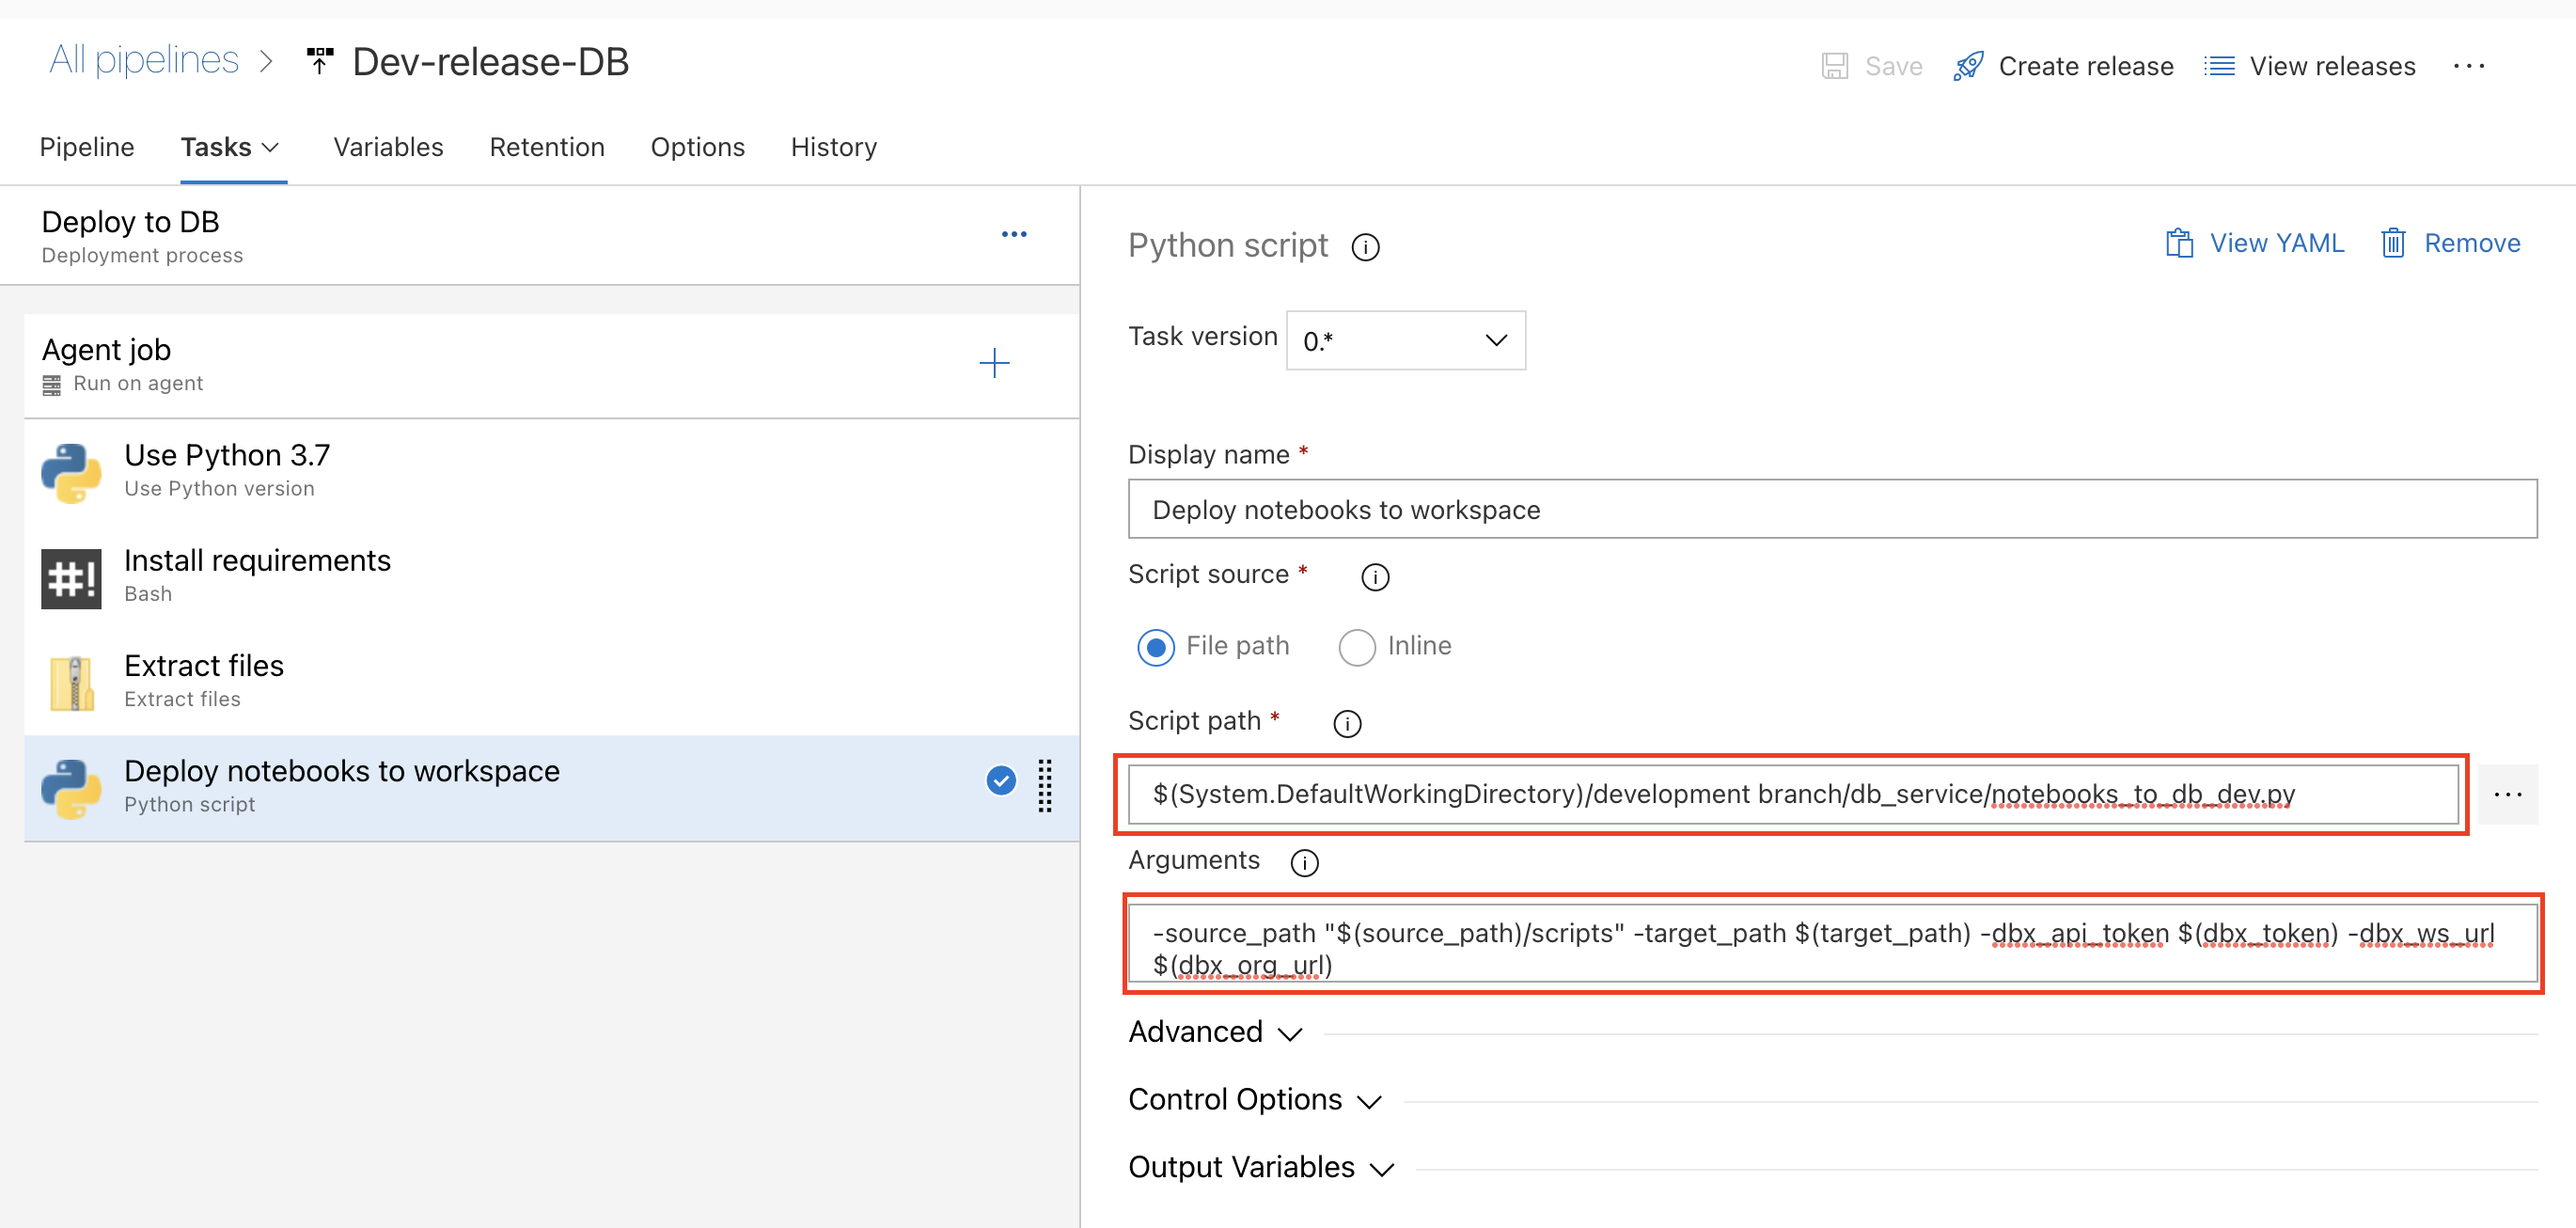 All pipelines > Dev-release-DB
Save Create release View releases ...
Pipeline Tasks Variables Retention Options History
Deploy to DB
Deployment process
Agent job
Run on agent
Use Python 3.7
Use Python version
#!
Install requirements
Bash
Extract files
Extract files
Deploy notebooks to workspace
Python script
Python script
View YAML Remove
Task version 0.*
Display name *
Deploy notebooks to workspace
Script source *
File path Inline
Script path *
$(System.DefaultWorkingDirectory)/development branch/db_service/notebooks_to_db_dev.py
Arguments
-source_path "$(source_path)/scripts" -target_path $(target_path) -dbx_api_token $(dbx_token) -dbx_ws_url
$(dbx_org_url)
Advanced
Control Options
Output Variables